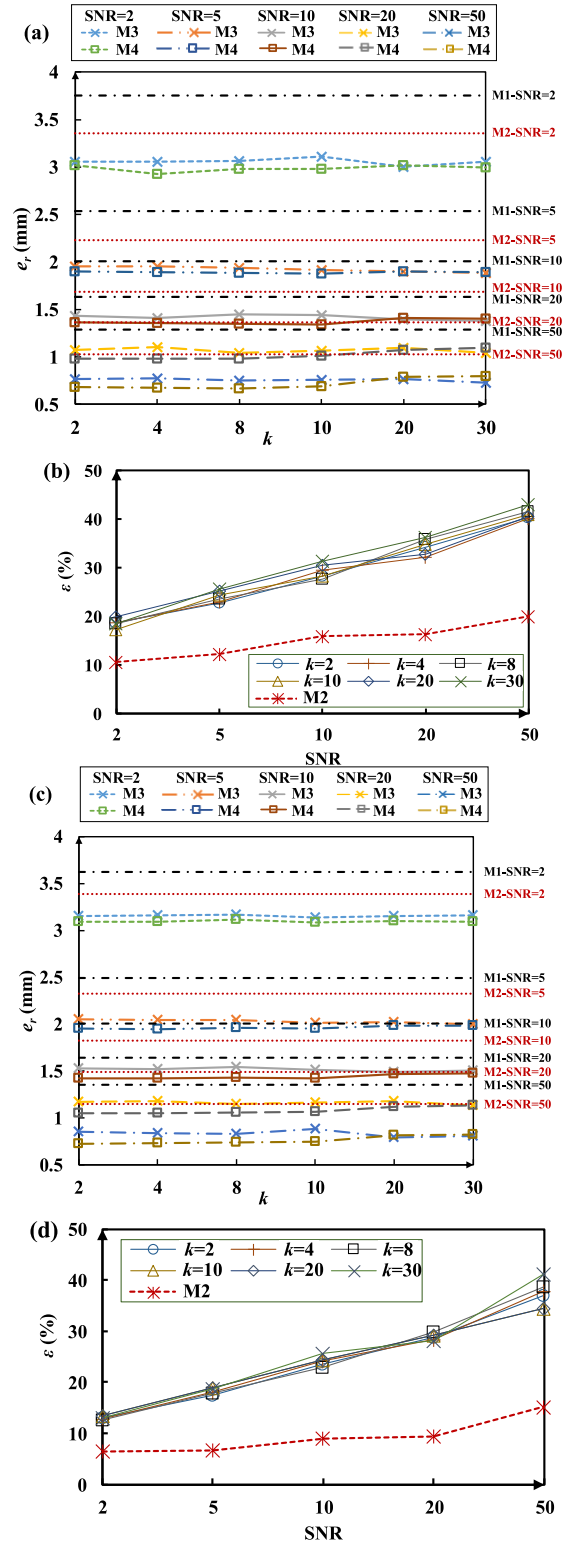 (a)
SNR=2 SNR=5 SNR=10 SNR=20 SNR=50
M3 M3 M3 M3 M3
M4 M4 M4 M4 M4
4
3.5
3
2.5
2
1.5
1
0.5
e_r (mm)
M1-SNR=2
M2-SNR=2
M1-SNR=5
M2-SNR=5
M1-SNR=10
M2-SNR=10
M1-SNR=20
M2-SNR=20
M1-SNR=50
M2-SNR=50
2 4 8 10 20 30
k
(b)
50
40
30
20
10
0
ε (%)
k=2 k=4 k=8
k=10 k=20 k=30
M2
2 5 10 20 50
SNR
(c)
SNR=2 SNR=5 SNR=10 SNR=20 SNR=50
M3 M3 M3 M3 M3
M4 M4 M4 M4 M4
4
3.5
3
2.5
2
1.5
1
0.5
e_r (mm)
M1-SNR=2
M2-SNR=2
M1-SNR=5
M2-SNR=5
M1-SNR=10
M2-SNR=10
M1-SNR=20
M2-SNR=20
M1-SNR=50
M2-SNR=50
2 4 8 10 20 30
k
(d)
50
40
30
20
10
0
ε (%)
k=2 k=4 k=8
k=10 k=20 k=30
M2
2 5 10 20 50
SNR